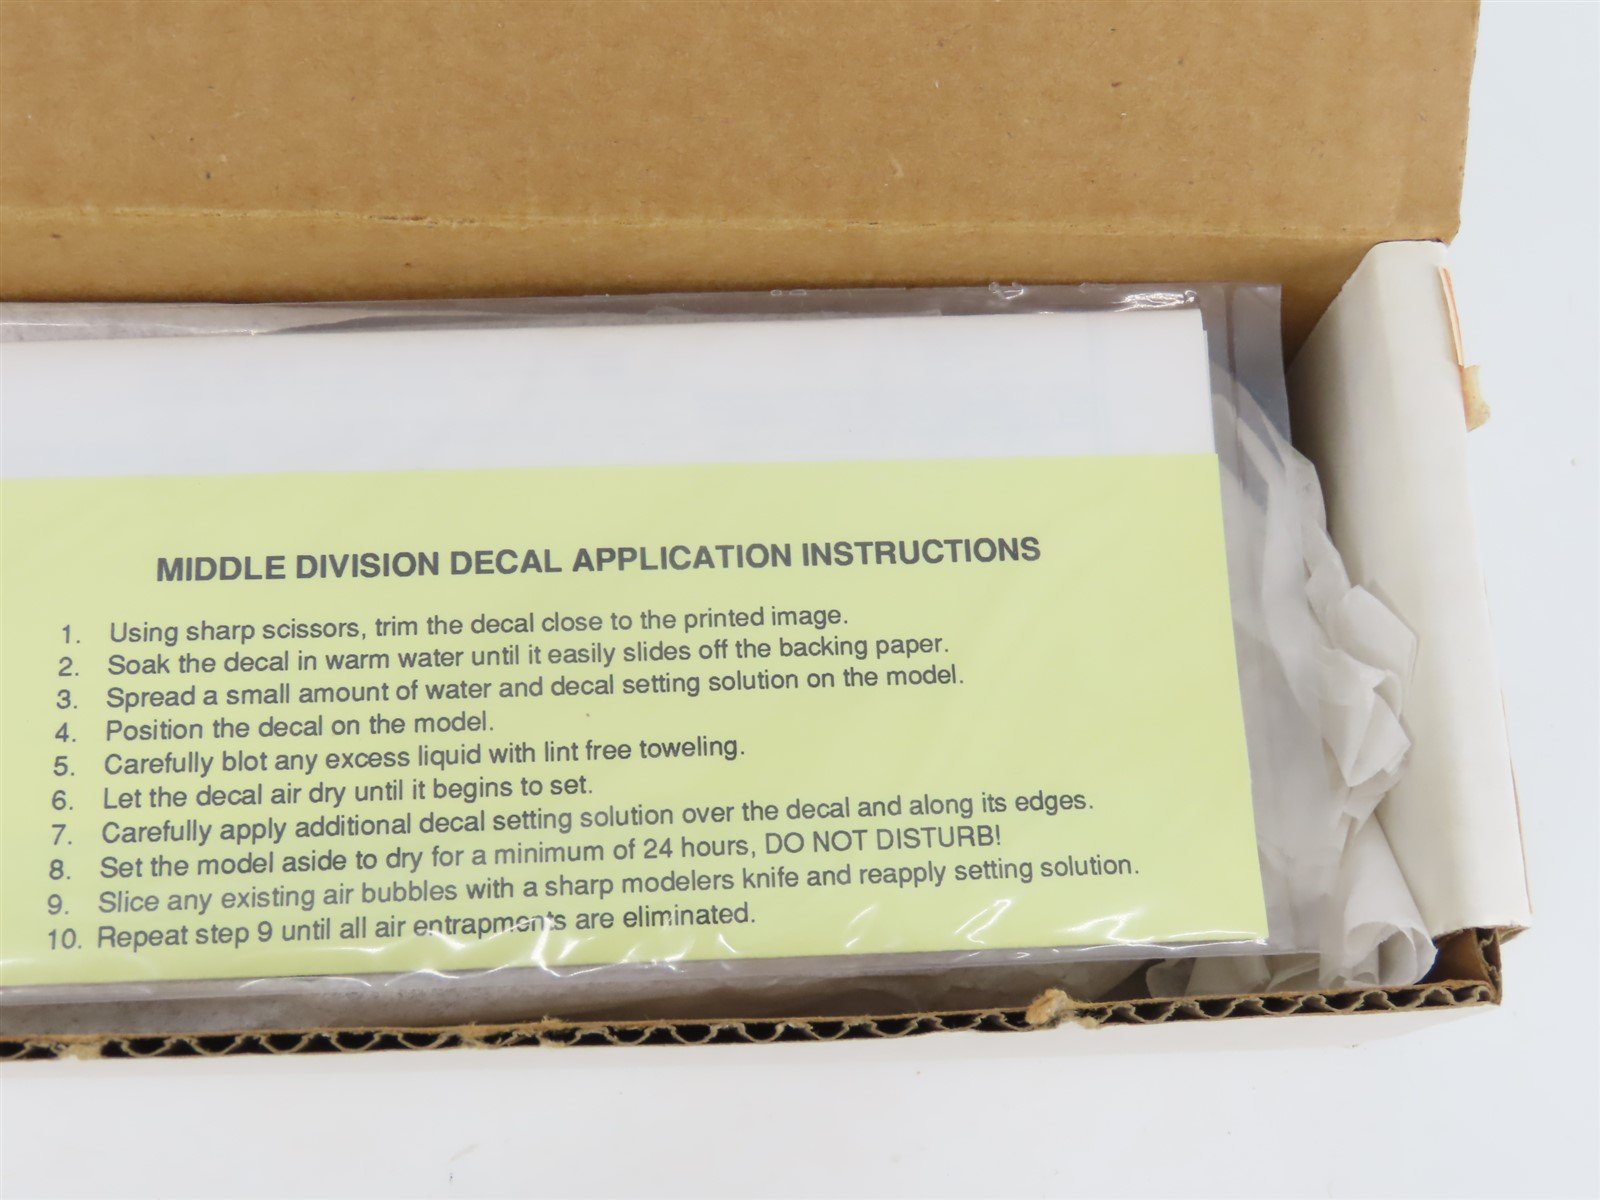 MIDDLE DIVISION DECAL APPLICATION INSTRUCTIONS
1. Using sharp scissors, trim the decal close to the printed image.
2. Soak the decal in warm water until it easily slides off the backing paper.
3. Spread a small amount of water and decal setting solution on the model.
4. Position the decal on the model.
5. Carefully blot any excess liquid with lint free toweling.
6. Let the decal air dry until it begins to set.
7. Carefully apply additional decal setting solution over the decal and along its edges.
8. Set the model aside to dry for a minimum of 24 hours, DO NOT DISTURB!
9. Slice any existing air bubbles with a sharp modelers knife and reapply setting solution.
10. Repeat step 9 until all air entrapments are eliminated.